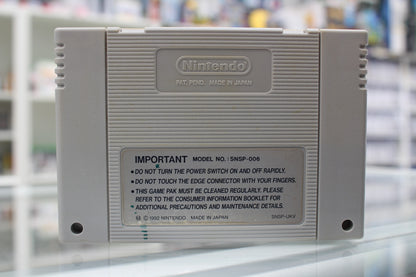 Nintendo
PAT. PEND. MADE IN JAPAN
IMPORTANT MODEL NO. : SNSP-006
• DO NOT TURN THE POWER SWITCH ON AND OFF RAPIDLY.
• DO NOT TOUCH THE EDGE CONNECTOR WITH YOUR FINGERS.
• THIS GAME PAK MUST BE CLEANED REGULARLY. PLEASE
REFER TO THE CONSUMER INFORMATION BOOKLET FOR
ADDITIONAL PRECAUTIONS AND MAINTENANCE DETAILS.
© 1992 NINTENDO MADE IN JAPAN SNSP-UKV